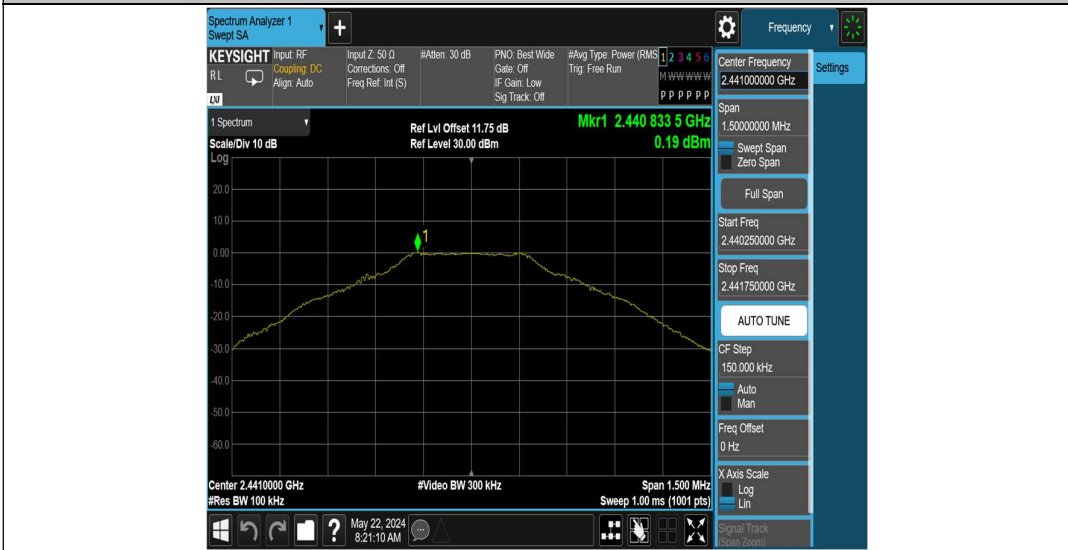 Spectrum Analyzer 1
Swept SA
+
Frequency
KEYSIGHT
Input: RF
Input Z: 50 Ω
#Atten: 30 dB
PNO: Best Wide
#Avg Type: Power (RMS
1 2 3 4 5 6
RL
Coupling: DC
Corrections: Off
Gate: Off
Trig: Free Run
M W W W W W
Align: Auto
Freq Ref: Int (S)
IF Gain: Low
P P P P P P
LXI
Sig Track: Off
1 Spectrum
Ref Lvl Offset 11.75 dB
Mkr1 2.440 833 5 GHz
Scale/Div 10 dB
Ref Level 30.00 dBm
0.19 dBm
Log
20.0
10.0
1
0.00
-10.0
-20.0
-30.0
-40.0
-50.0
-60.0
Center 2.4410000 GHz
#Video BW 300 kHz
Span 1.500 MHz
#Res BW 100 kHz
Sweep 1.00 ms (1001 pts)
?
May 22, 2024
8:21:10 AM
Center Frequency
2.441000000 GHz
Settings
Span
1.50000000 MHz
Swept Span
Zero Span
Full Span
Start Freq
2.440250000 GHz
Stop Freq
2.441750000 GHz
AUTO TUNE
CF Step
150.000 kHz
Auto
Man
Freq Offset
0 Hz
X Axis Scale
Log
Lin
Signal Track
(Span Zoom)